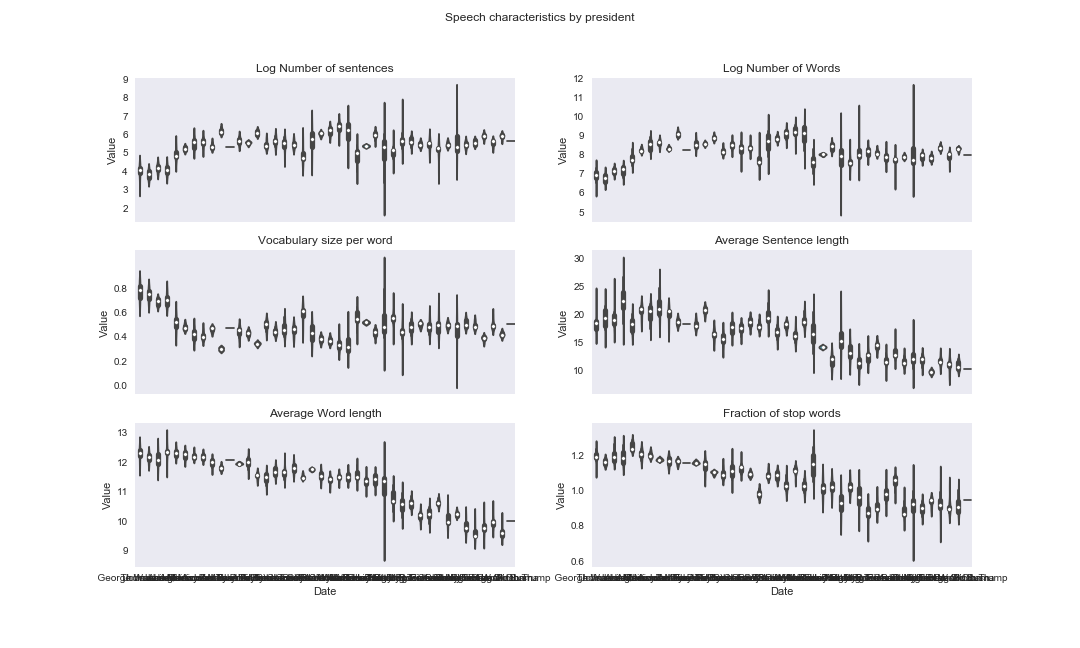 Speech characteristics by president
Log Number of sentences
Log Number of Words
9
8
7
6
5
4
3
2
Value
12
11
10
9
8
7
6
5
Value
Vocabulary size per word
Average Sentence length
0.8
0.6
0.4
0.2
0.0
Value
30
25
20
15
10
Value
Average Word length
Fraction of stop words
13
12
11
10
9
Value
1.2
1.0
0.8
0.6
Value
Date
Date